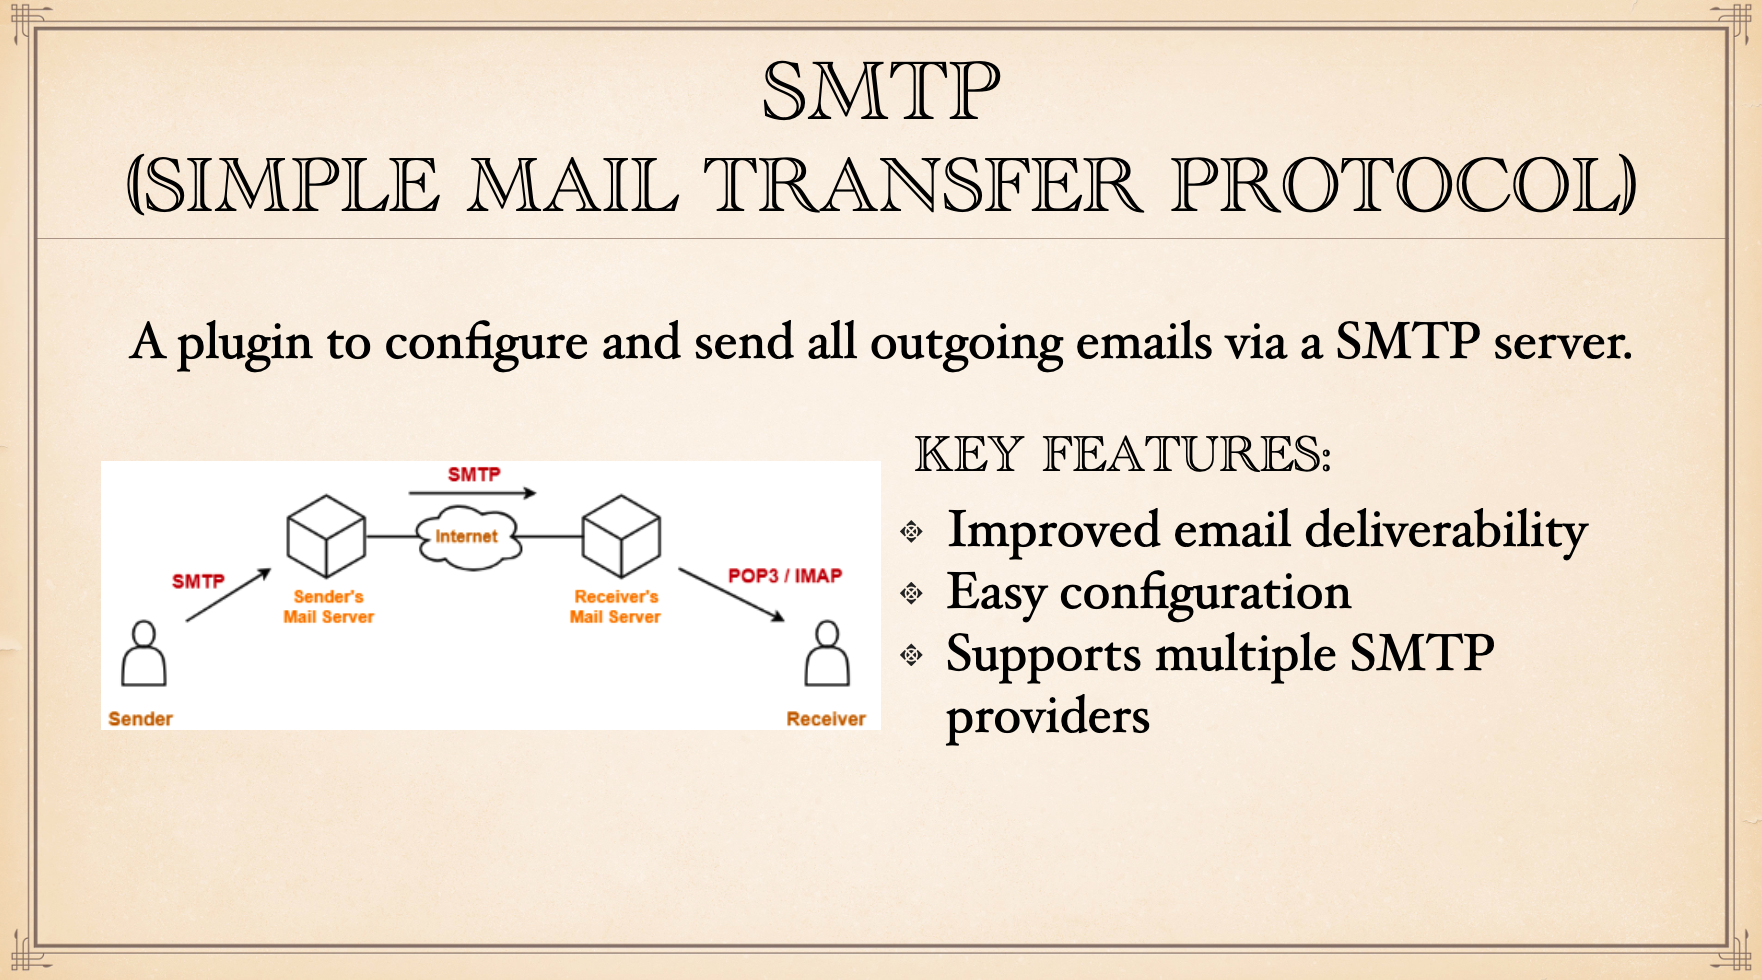 SMTP
(SIMPLE MAIL TRANSFER PROTOCOL)
A plugin to configure and send all outgoing emails via a SMTP server.
SMTP
Internet
SMTP
POP3 / IMAP
Sender's
Mail Server
Receiver's
Mail Server
Sender
Receiver
KEY FEATURES:
Improved email deliverability
Easy configuration
Supports multiple SMTP
providers